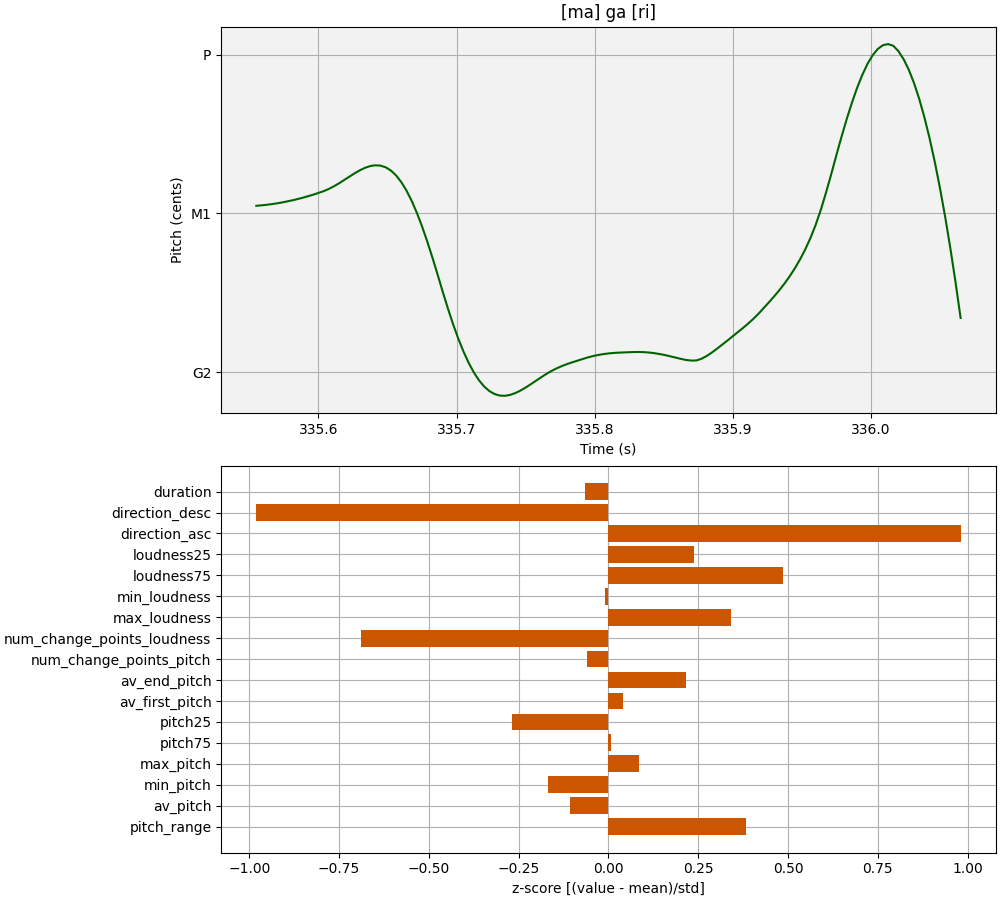 [ma] ga [ri]
P
M1
G2
Pitch (cents)
335.6 335.7 335.8 335.9 336.0
Time (s)
duration
direction_desc
direction_asc
loudness25
loudness75
min_loudness
max_loudness
num_change_points_loudness
num_change_points_pitch
av_end_pitch
av_first_pitch
pitch25
pitch75
max_pitch
min_pitch
av_pitch
pitch_range
−1.00 −0.75 −0.50 −0.25 0.00 0.25 0.50 0.75 1.00
z-score [(value - mean)/std]